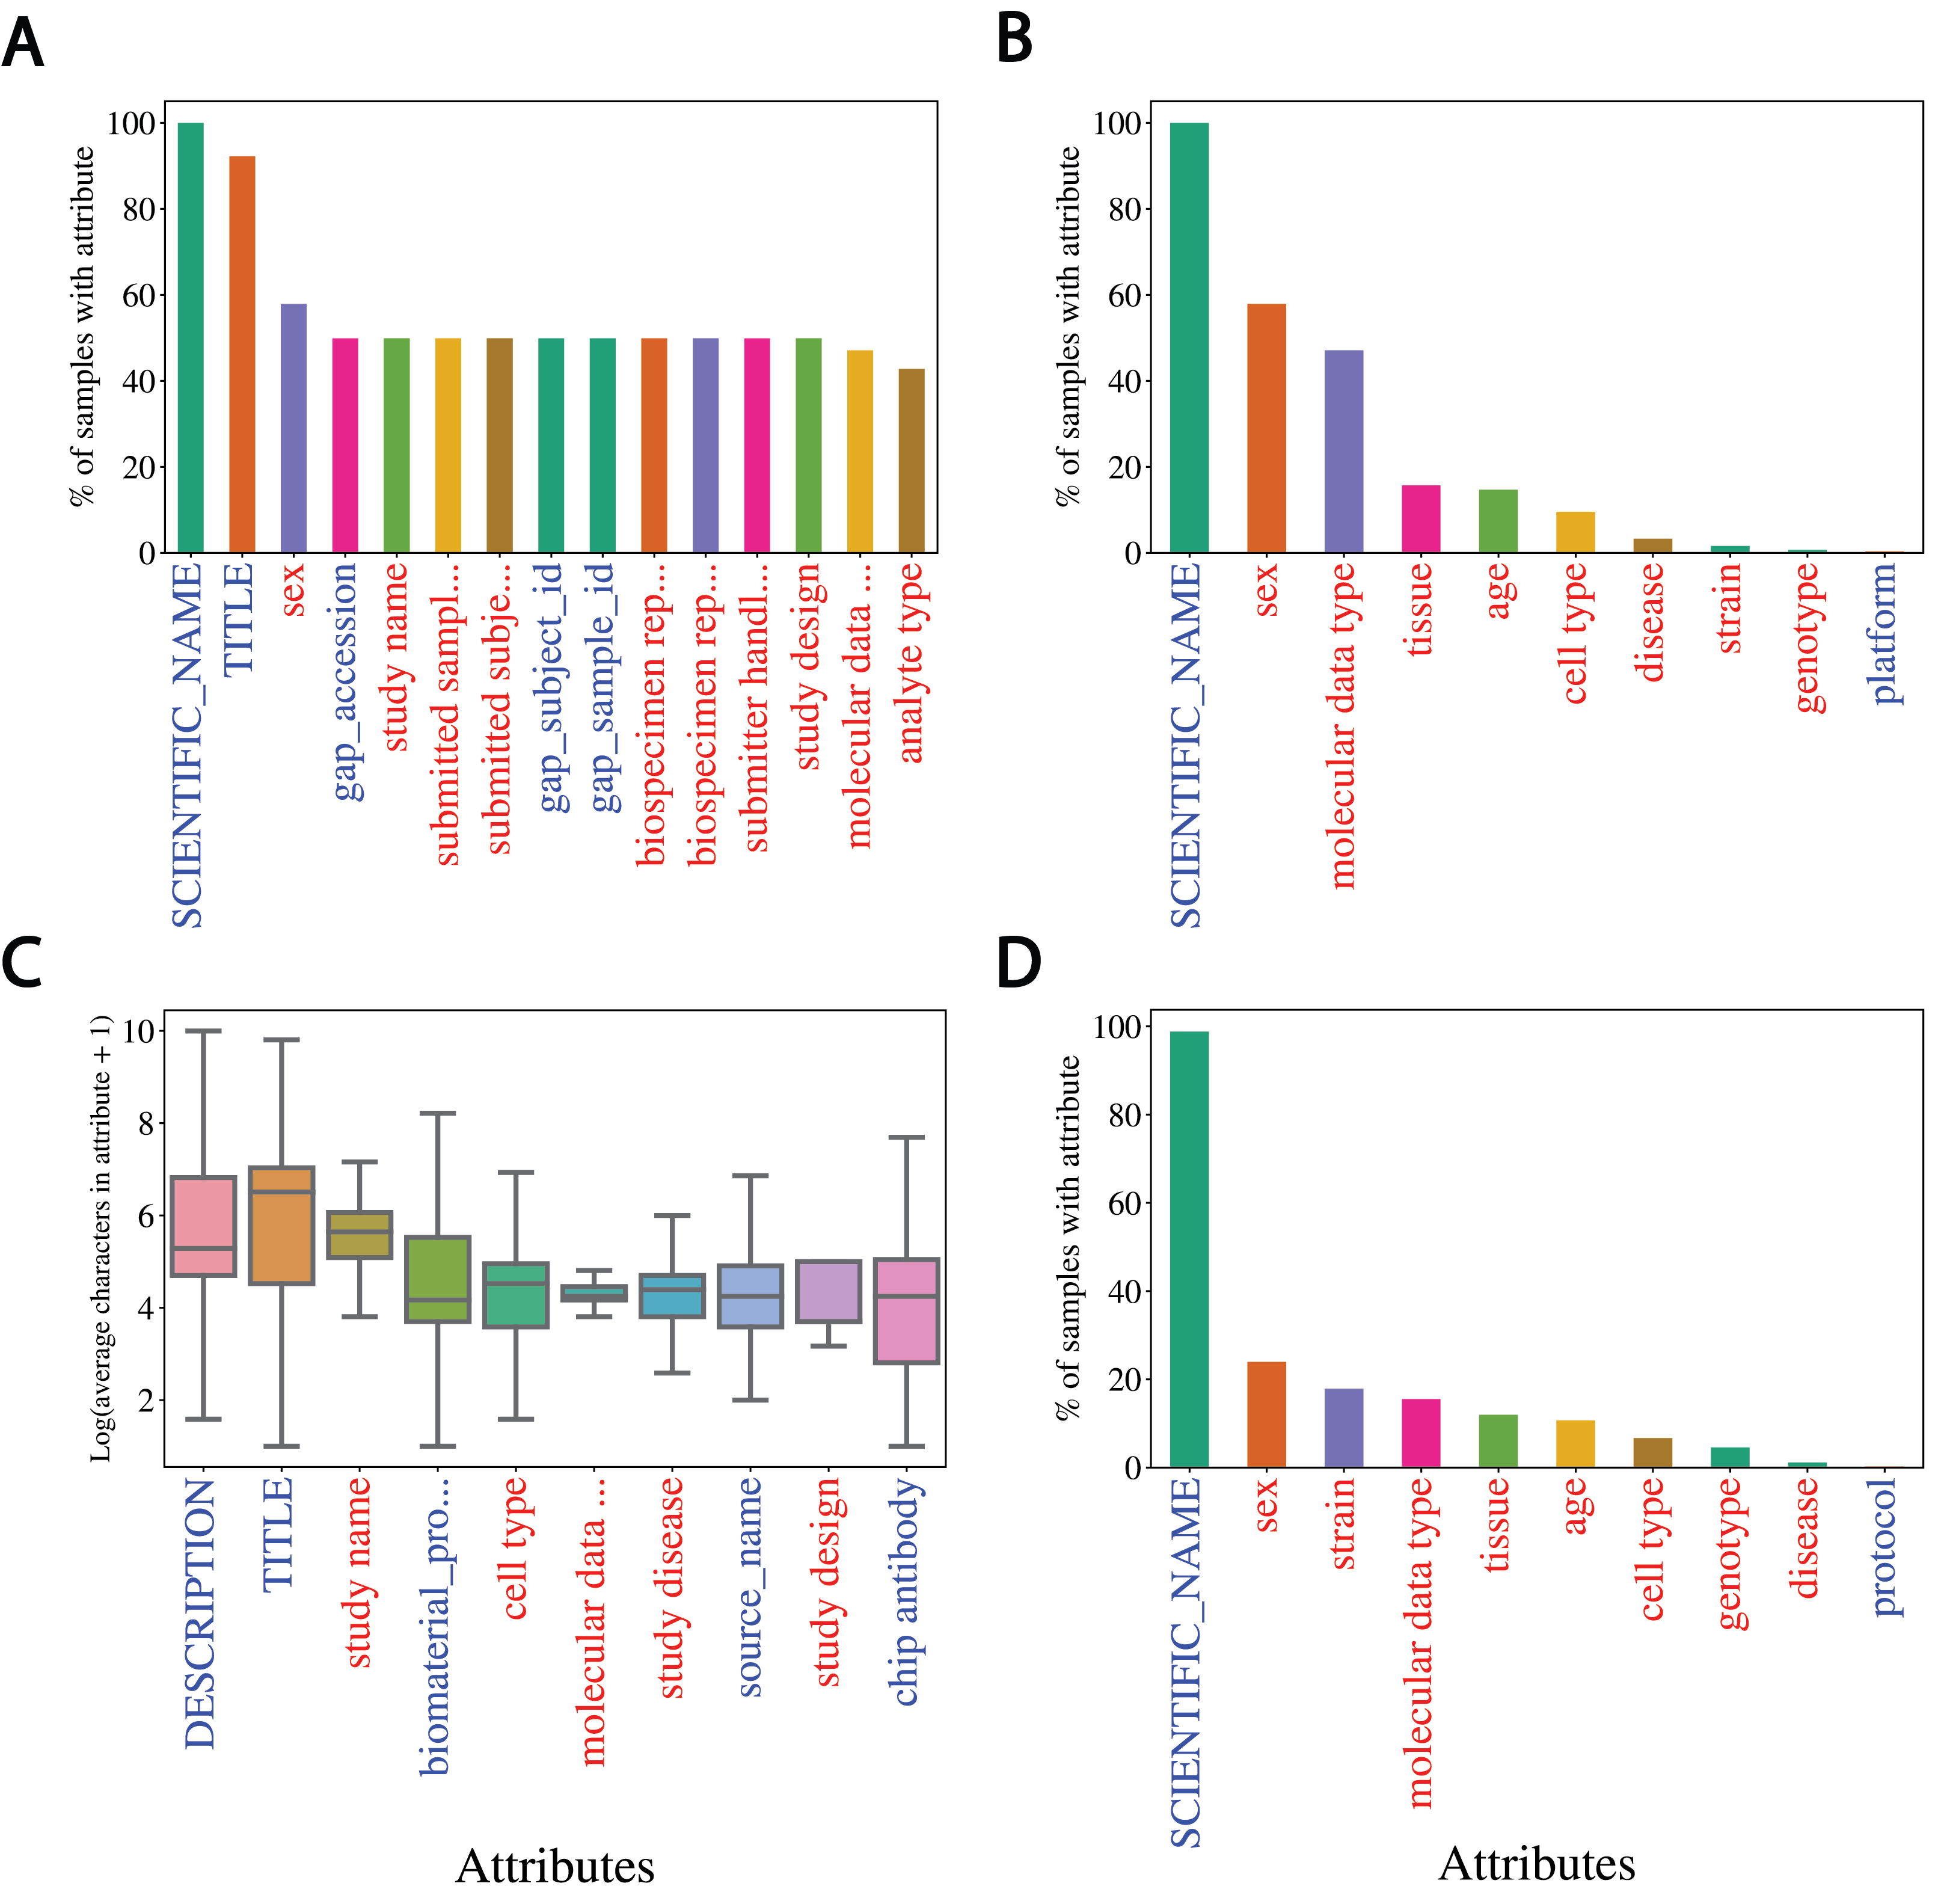 A
% of samples with attribute
100
80
60
40
20
0
SCIENTIFIC_NAME
TITLE
sex
gap_accession
study name
submitted sampl...
submitted subje...
gap_subject_id
gap_sample_id
biospecimen rep...
biospecimen rep...
submitter handl...
study design
molecular data ...
analyte type
B
% of samples with attribute
100
80
60
40
20
0
SCIENTIFIC_NAME
sex
molecular data type
tissue
age
cell type
disease
strain
genotype
platform
C
Log(average characters in attribute + 1)
10
8
6
4
2
DESCRIPTION
TITLE
study name
biomaterial_pro...
cell type
molecular data ...
study disease
source_name
study design
chip antibody
Attributes
D
% of samples with attribute
100
80
60
40
20
0
SCIENTIFIC_NAME
sex
strain
molecular data type
tissue
age
cell type
genotype
disease
protocol
Attributes